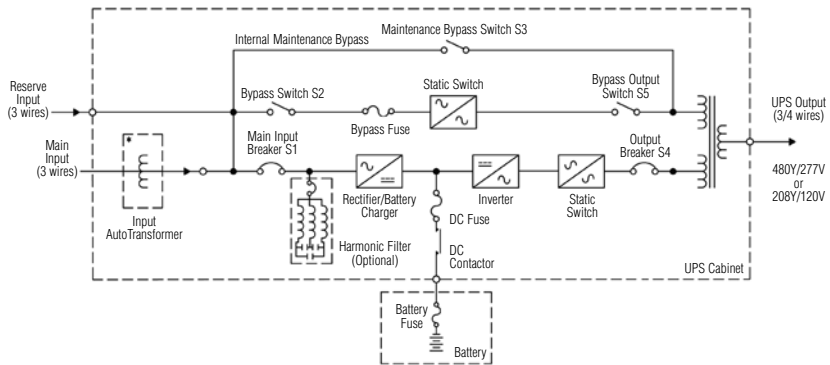 Maintenance Bypass Switch S3
Internal Maintenance Bypass
Reserve
Input
(3 wires)
Bypass Switch S2
Bypass Fuse
Static Switch
Bypass Output
Switch S5
UPS Output
(3/4 wires)
Main
Input
(3 wires)
*
Input
AutoTransformer
Main Input
Breaker S1
Rectifier/Battery
Charger
Inverter
Static
Switch
Output
Breaker S4
480Y/277V
or
208Y/120V
Harmonic Filter
(Optional)
DC Fuse
DC
Contactor
UPS Cabinet
Battery
Fuse
Battery